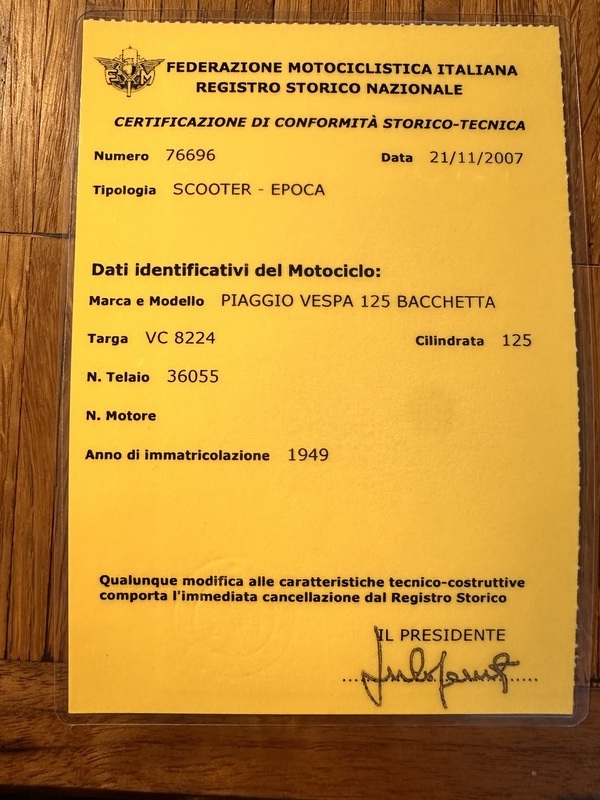 FMI
FEDERAZIONE MOTOCICLISTICA ITALIANA
REGISTRO STORICO NAZIONALE
CERTIFICAZIONE DI CONFORMITÀ STORICO-TECNICA
Numero 76696 Data 21/11/2007
Tipologia SCOOTER - EPOCA
Dati identificativi del Motociclo:
Marca e Modello PIAGGIO VESPA 125 BACCHETTA
Targa VC 8224 Cilindrata 125
N. Telaio 36055
N. Motore
Anno di immatricolazione 1949
Qualunque modifica alle caratteristiche tecnico-costruttive
comporta l'immediata cancellazione dal Registro Storico
IL PRESIDENTE